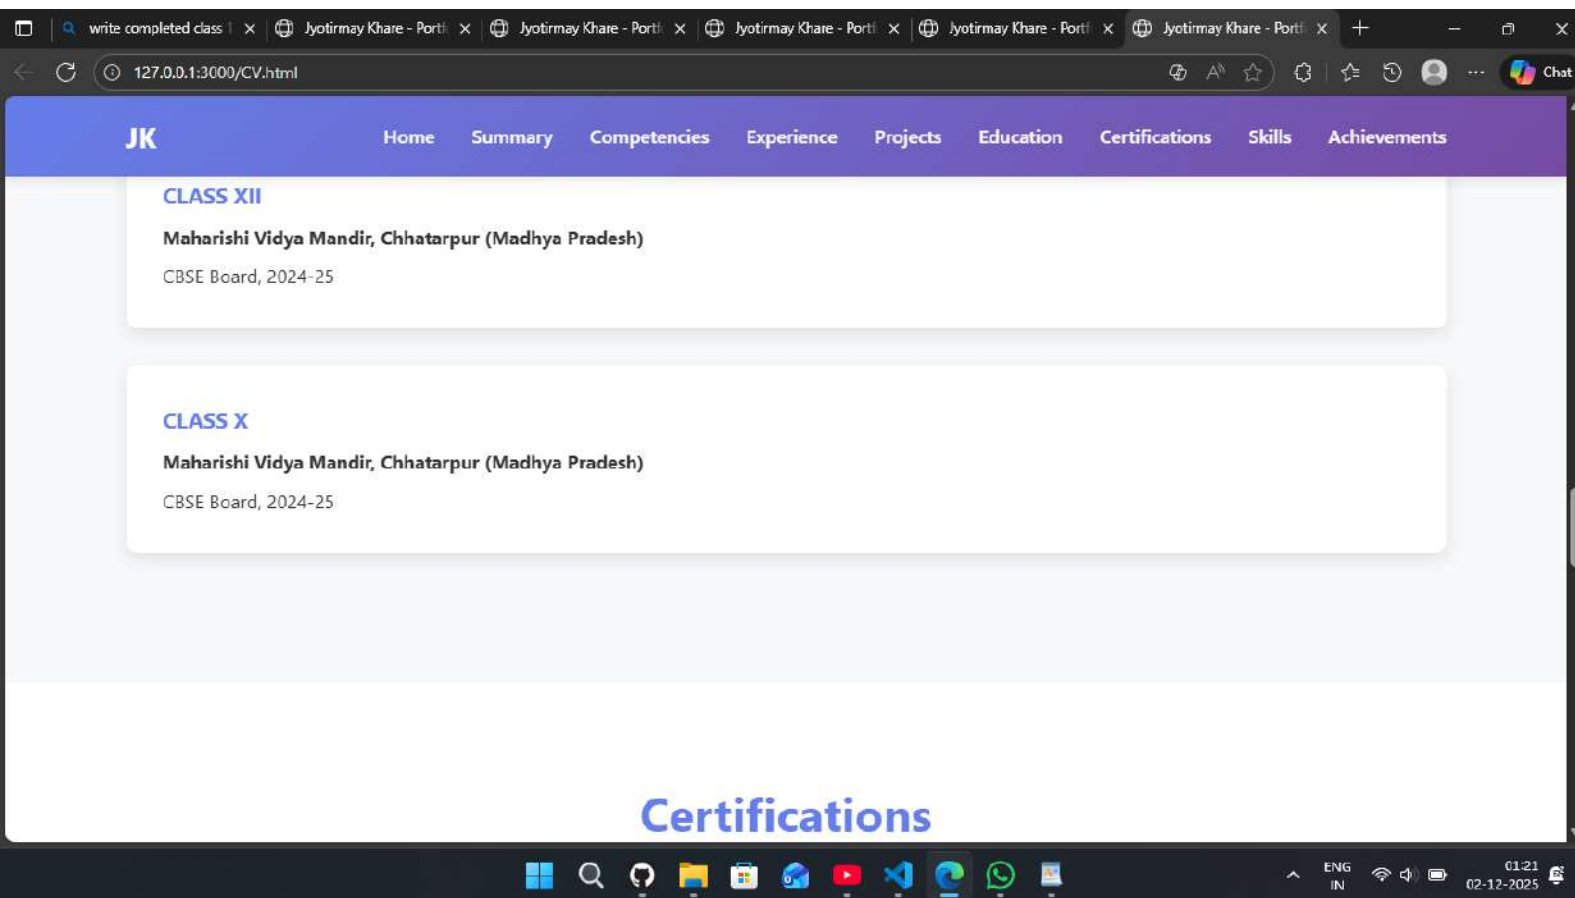 write completed class 1
Jyotirmay Khare - Portf
Jyotirmay Khare - Portf
Jyotirmay Khare - Portf
Jyotirmay Khare - Portf
Jyotirmay Khare - Portf
127.0.0.1:3000/CV.html
Chat
JK
Home Summary Competencies Experience Projects Education Certifications Skills Achievements
CLASS XII
Maharishi Vidya Mandir, Chhatarpur (Madhya Pradesh)
CBSE Board, 2024-25
CLASS X
Maharishi Vidya Mandir, Chhatarpur (Madhya Pradesh)
CBSE Board, 2024-25
Certifications
ENG
IN
01:21
02-12-2025